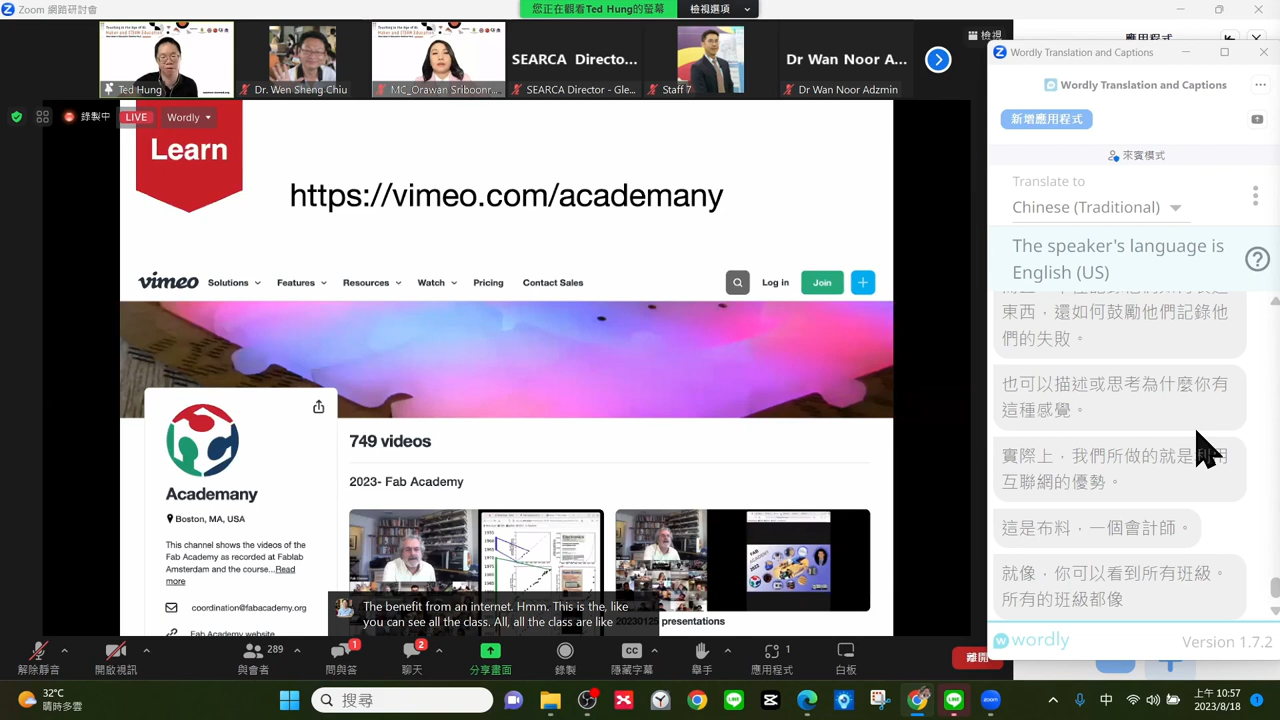 Zoom 網路研討會
您正在觀看Ted Hung的螢幕
檢視選項
檢視
應用程式
Ted Hung
Dr. Wen Sheng Chiu
MC_Orawan Sriboonr...
SEARCA Directo...
SEARCA Director - Gle...
Staff 7
Dr Wan Noor A...
Dr Wan Noor Adzmin
錄製中
LIVE
Wordly
Learn
https://vimeo.com/academany
vimeo
Solutions
Features
Resources
Watch
Pricing
Contact Sales
Log in
Join
749 videos
2023- Fab Academy
Academany
Boston, MA, USA
This channel shows the videos of the
Fab Academy as recorded at Fablab
Amsterdam and the course...Read
more
coordination@fabacademy.org
Fab Academy website
presentations
The benefit from an internet. Hmm. This is the, like
you can see all the class. All, all the class are like
Wordly Translation and Captions
Wordly Translation and Captions
新增應用程式
來賓模式
Translate to
Chinese (Traditional)
The speaker's language is
English (US)
東西，還如何鼓勵他們記錄他
們的失敗。
也可以描述或思考為什麼你有
這種感覺。
實際上，我們所做的就是利用
互聯網的優勢。
就像你可以看到所有班級。
所有的班級都像
wordly
Version 1.7.2
解除靜音
開啟視訊
289
與會者
1
問與答
2
聊天
分享畫面
錄製
CC
隱藏字幕
舉手
1
應用程式
白板
離開
32°C
晴時多雲
搜尋
中
上午 10:57
2023/8/18